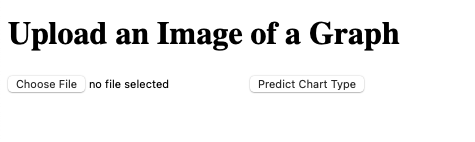 Upload an Image of a Graph
Choose File no file selected Predict Chart Type